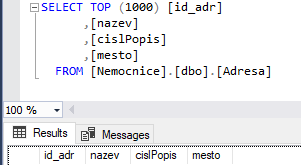 SELECT TOP (1000) [id_adr]
,[nazev]
,[cislPopis]
,[mesto]
FROM [Nemocnice].[dbo].[Adresa]
100 %
Results Messages
id_adr nazev cislPopis mesto